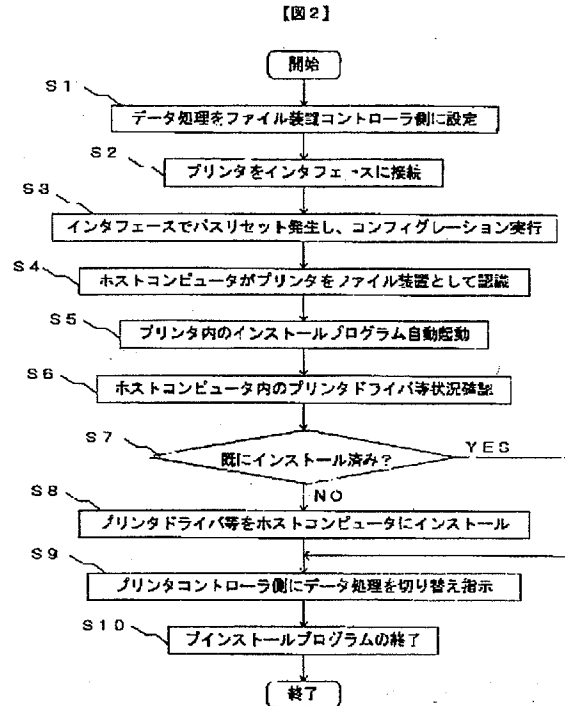 【図2】
開始
S1
データ処理をファイル装置コントローラ側に設定
S2
プリンタをインタフェースに接続
S3
インタフェースでバスリセット発生し、コンフィグレーション実行
S4
ホストコンピュータがプリンタをファイル装置として認識
S5
プリンタ内のインストールプログラム自動起動
S6
ホストコンピュータ内のプリンタドライバ等状況確認
S7
既にインストール済み?
YES
NO
S8
プリンタドライバ等をホストコンピュータにインストール
S9
プリンタコントローラ側にデータ処理を切り替え指示
S10
プインストールプログラムの終了
終了